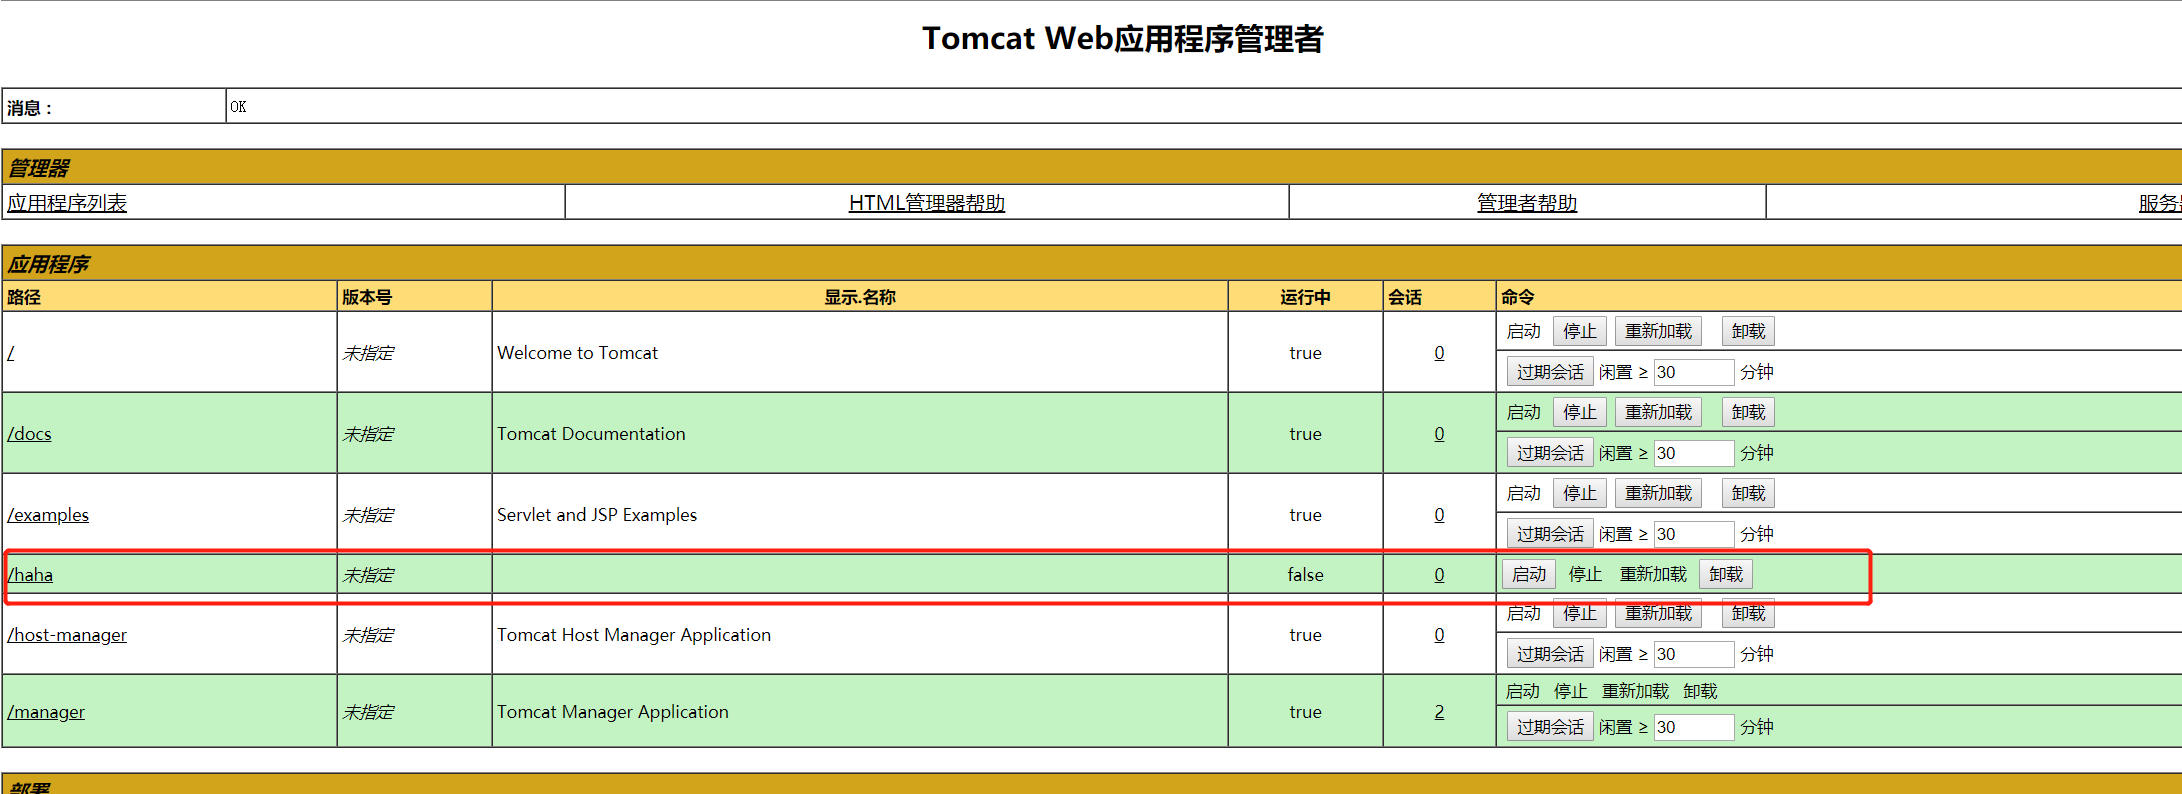 Tomcat Web应用程序管理者
消息： OK
管理器
应用程序列表 HTML管理器帮助 管理者帮助 服务
应用程序
路径 版本号 显示.名称 运行中 会话 命令
/ 未指定 Welcome to Tomcat true 0 启动 停止 重新加载 卸载
过期会话 闲置 ≥ 30 分钟
/docs 未指定 Tomcat Documentation true 0 启动 停止 重新加载 卸载
过期会话 闲置 ≥ 30 分钟
/examples 未指定 Servlet and JSP Examples true 0 启动 停止 重新加载 卸载
过期会话 闲置 ≥ 30 分钟
/haha 未指定 false 0 启动 停止 重新加载 卸载
/host-manager 未指定 Tomcat Host Manager Application true 0 启动 停止 重新加载 卸载
过期会话 闲置 ≥ 30 分钟
/manager 未指定 Tomcat Manager Application true 2 启动 停止 重新加载 卸载
过期会话 闲置 ≥ 30 分钟
部署